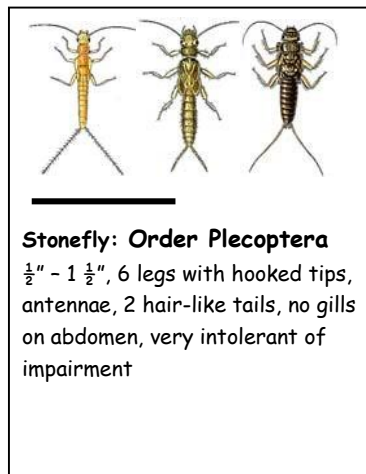 Stonefly: Order Plecoptera
½" – 1 ½", 6 legs with hooked tips,
antennae, 2 hair-like tails, no gills
on abdomen, very intolerant of
impairment